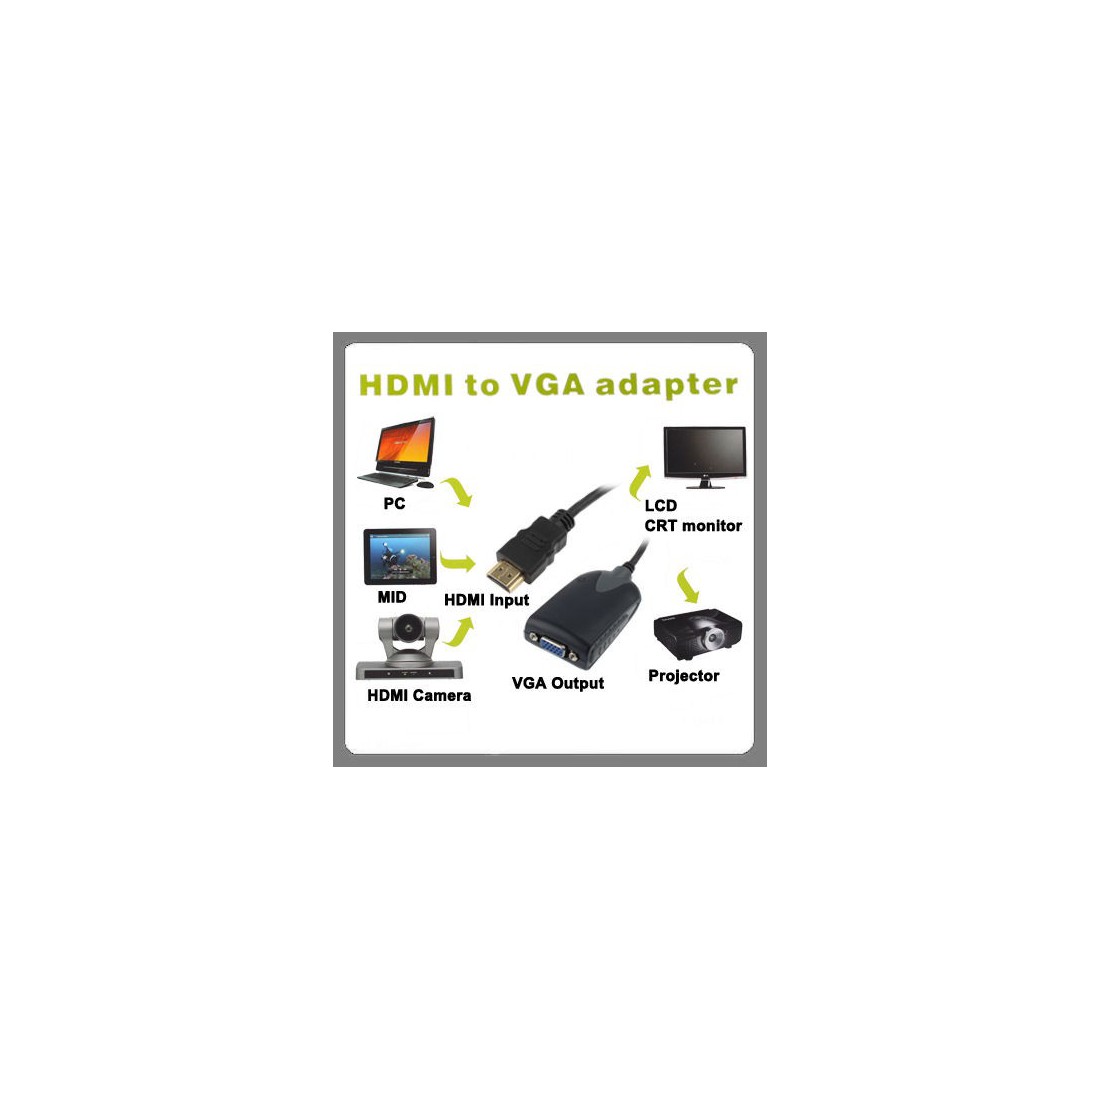 HDMI to VGA adapter
PC
LCD
CRT monitor
MID
HDMI Input
HDMI Camera
VGA Output
Projector